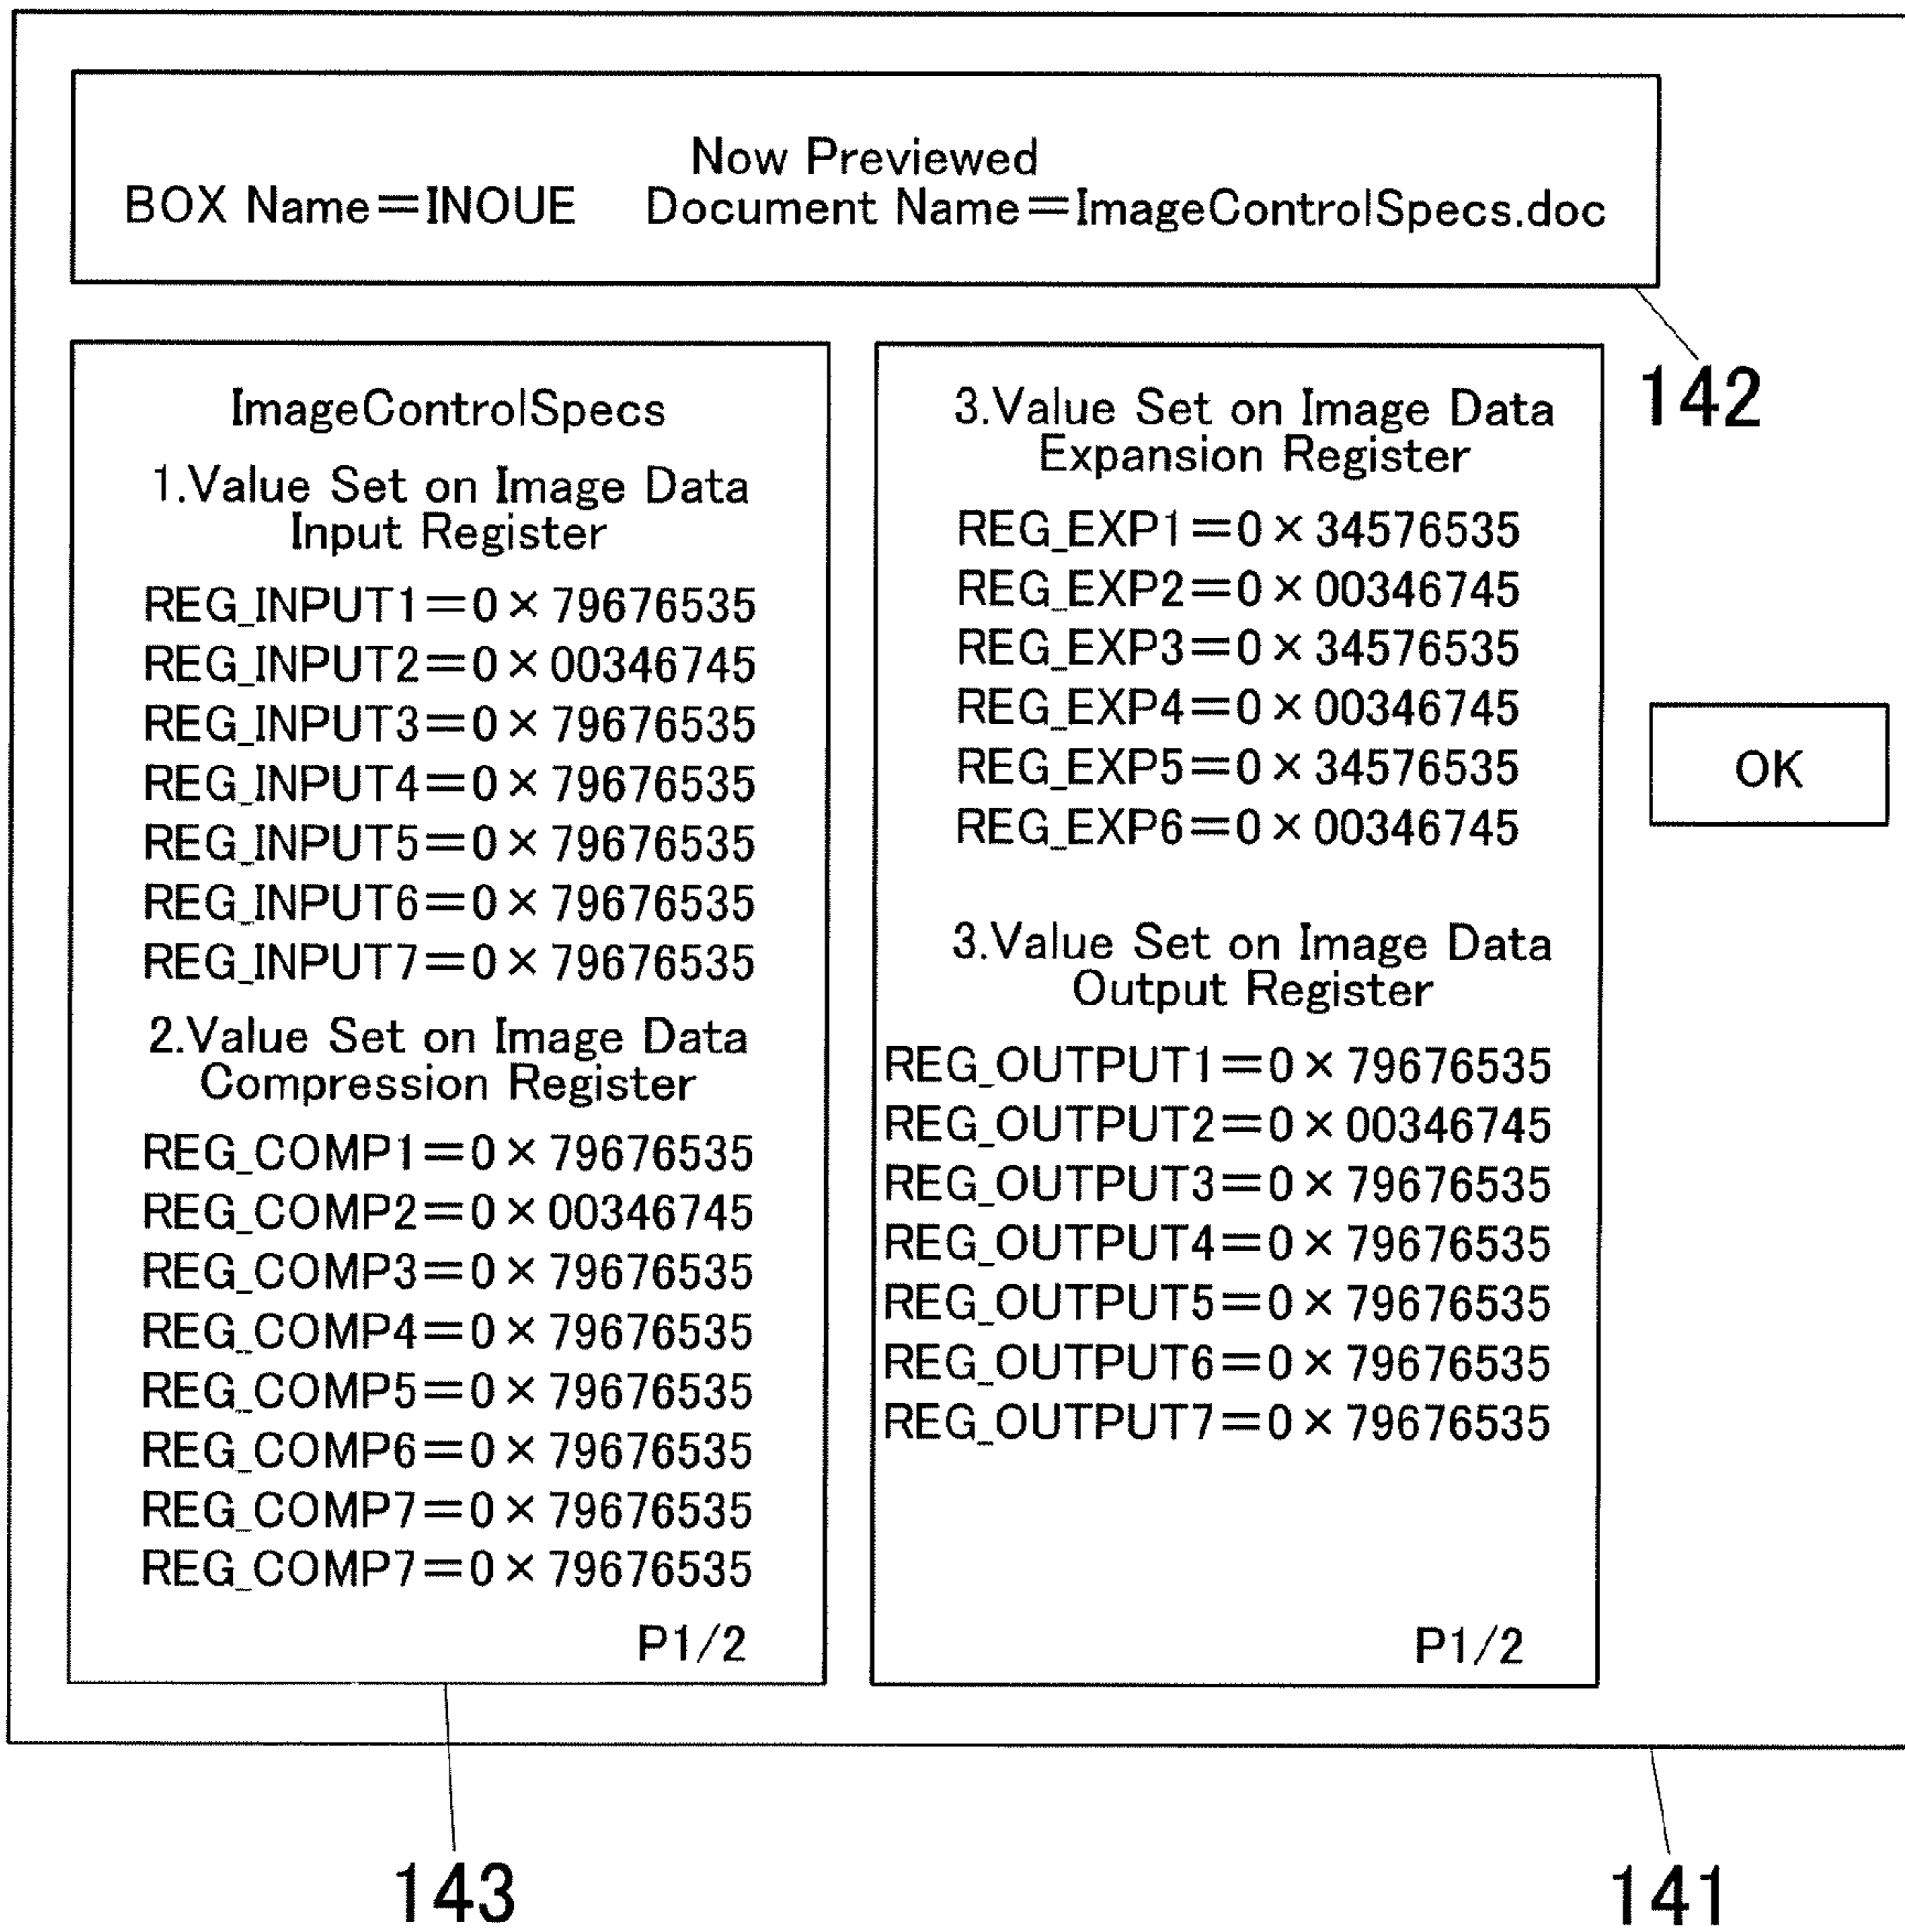 Now Previewed
BOX Name=INOUE Document Name=ImageControlSpecs.doc
142
ImageControlSpecs
1.Value Set on Image Data
Input Register
REG_INPUT1=0×79676535
REG_INPUT2=0×00346745
REG_INPUT3=0×79676535
REG_INPUT4=0×79676535
REG_INPUT5=0×79676535
REG_INPUT6=0×79676535
REG_INPUT7=0×79676535
2.Value Set on Image Data
Compression Register
REG_COMP1=0×79676535
REG_COMP2=0×00346745
REG_COMP3=0×79676535
REG_COMP4=0×79676535
REG_COMP5=0×79676535
REG_COMP6=0×79676535
REG_COMP7=0×79676535
REG_COMP7=0×79676535
P1/2
3.Value Set on Image Data
Expansion Register
REG_EXP1=0×34576535
REG_EXP2=0×00346745
REG_EXP3=0×34576535
REG_EXP4=0×00346745
REG_EXP5=0×34576535
REG_EXP6=0×00346745
3.Value Set on Image Data
Output Register
REG_OUTPUT1=0×79676535
REG_OUTPUT2=0×00346745
REG_OUTPUT3=0×79676535
REG_OUTPUT4=0×79676535
REG_OUTPUT5=0×79676535
REG_OUTPUT6=0×79676535
REG_OUTPUT7=0×79676535
P1/2
OK
143
141